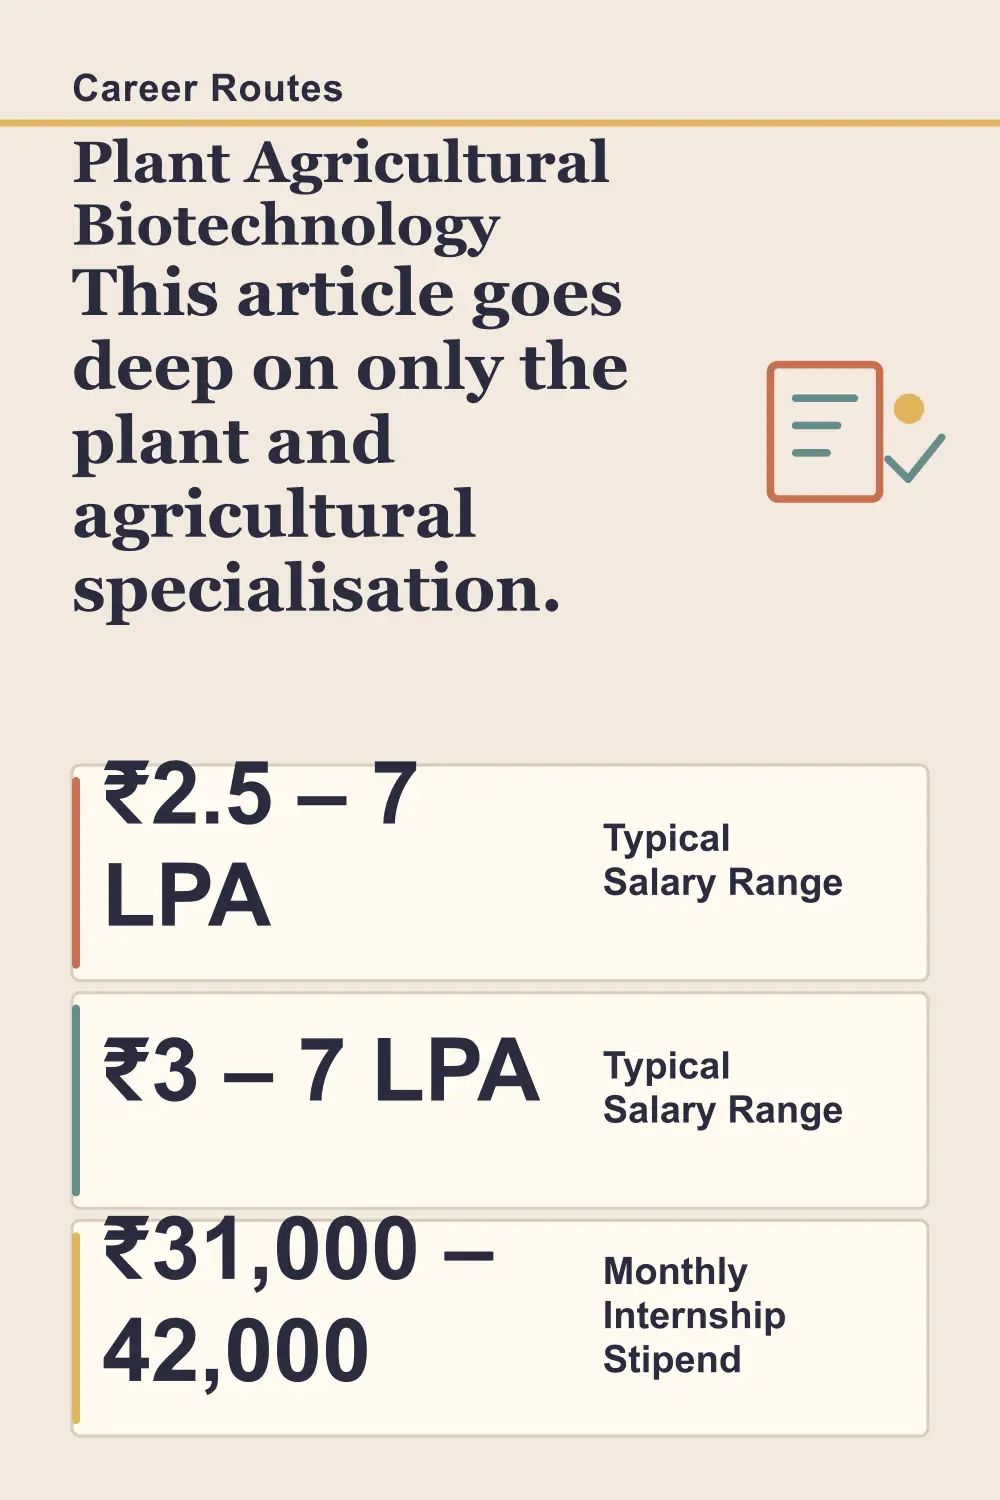 Career Routes
Plant Agricultural
Biotechnology
This article goes
deep on only the
plant and
agricultural
specialisation.
₹2.5 – 7
LPA
Typical
Salary Range
₹3 – 7 LPA
Typical
Salary Range
₹31,000 –
42,000
Monthly
Internship
Stipend